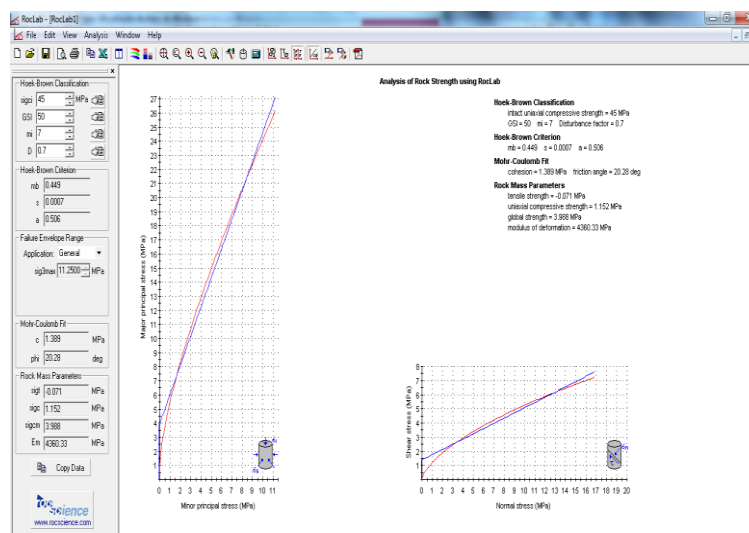 RocLab - [RocLab1]
File Edit View Analysis Window Help
Hoek-Brown Classification
sigci 45 MPa
GSI 50
mi 7
D 0.7
Hoek-Brown Criterion
mb 0.449
s 0.0007
a 0.506
Failure Envelope Range
Application: General
sig3max 11.2500 MPa
Mohr-Coulomb Fit
c 1.389 MPa
phi 20.28 deg
Rock Mass Parameters
sigt -0.071 MPa
sigc 1.152 MPa
sigcm 3.988 MPa
Em 4360.33 MPa
Copy Data
rocscience
www.rocscience.com
Analysis of Rock Strength using RocLab
Hoek-Brown Classification
intact uniaxial compressive strength = 45 MPa
GSI = 50 mi = 7 Disturbance factor = 0.7
Hoek-Brown Criterion
mb = 0.449 s = 0.0007 a = 0.506
Mohr-Coulomb Fit
cohesion = 1.389 MPa friction angle = 20.28 deg
Rock Mass Parameters
tensile strength = -0.071 MPa
uniaxial compressive strength = 1.152 MPa
global strength = 3.988 MPa
modulus of deformation = 4360.33 MPa
Major principal stress (MPa)
27
26
25
24
23
22
21
20
19
18
17
16
15
14
13
12
11
10
9
8
7
6
5
4
3
2
1
0 1 2 3 4 5 6 7 8 9 10 11
Minor principal stress (MPa)
Shear stress (MPa)
8
7
6
5
4
3
2
1
0 1 2 3 4 5 6 7 8 9 10 11 12 13 14 15 16 17 18 19 20
Normal stress (MPa)